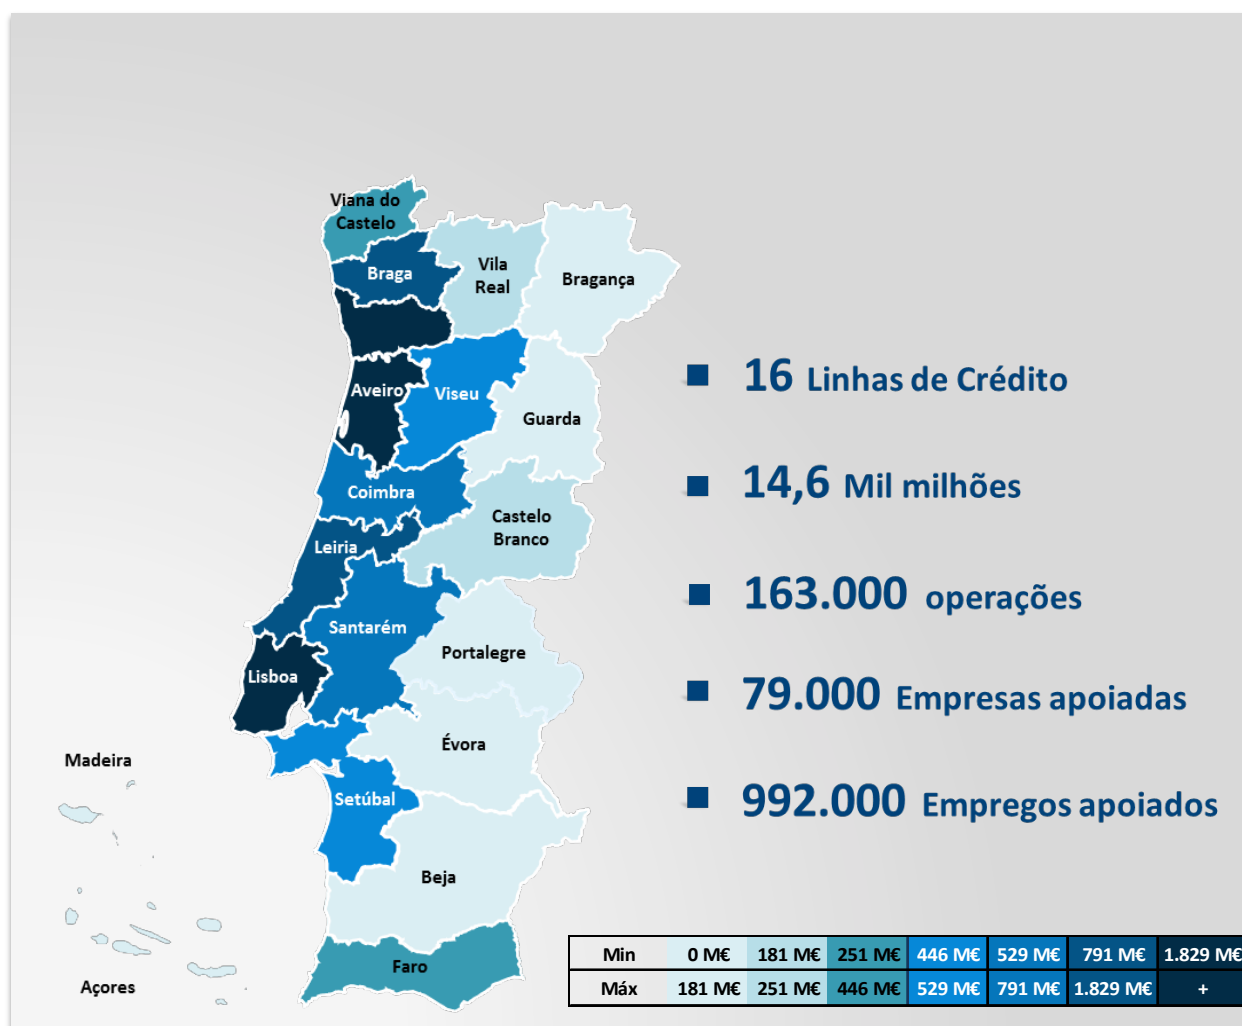 Viana do
Castelo
Braga
Vila
Real
Bragança
Aveiro
Viseu
Guarda
Coimbra
Castelo
Branco
Leiria
Santarém
Portalegre
Lisboa
Évora
Madeira
Setúbal
Beja
Faro
Açores
16 Linhas de Crédito
14,6 Mil milhões
163.000 operações
79.000 Empresas apoiadas
992.000 Empregos apoiados
Min 0 M€ 181 M€ 251 M€ 446 M€ 529 M€ 791 M€ 1.829 M€
Máx 181 M€ 251 M€ 446 M€ 529 M€ 791 M€ 1.829 M€ +